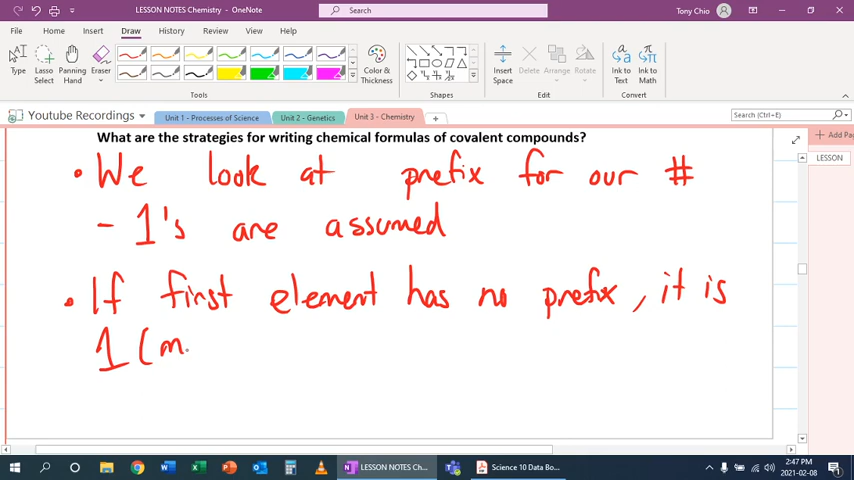 LESSON NOTES Chemistry - OneNote
Search
Tony Chio
File Home Insert Draw History Review View Help
Type Lasso Select Panning Hand Eraser Color & Thickness Shapes Insert Space Delete Arrange Rotate Ink to Text Ink to Math
Tools Shapes Edit Convert
Youtube Recordings Unit 1 - Processes of Science Unit 2 - Genetics Unit 3 - Chemistry + Search (Ctrl+E)
What are the strategies for writing chemical formulas of covalent compounds?
+ Add Pa
• We look at prefix for our #
LESSON
- 1's are assumed
• If first element has no prefix, it is
1 (m
LESSON NOTES Ch... Science 10 Data Bo...
2:47 PM
2021-02-08